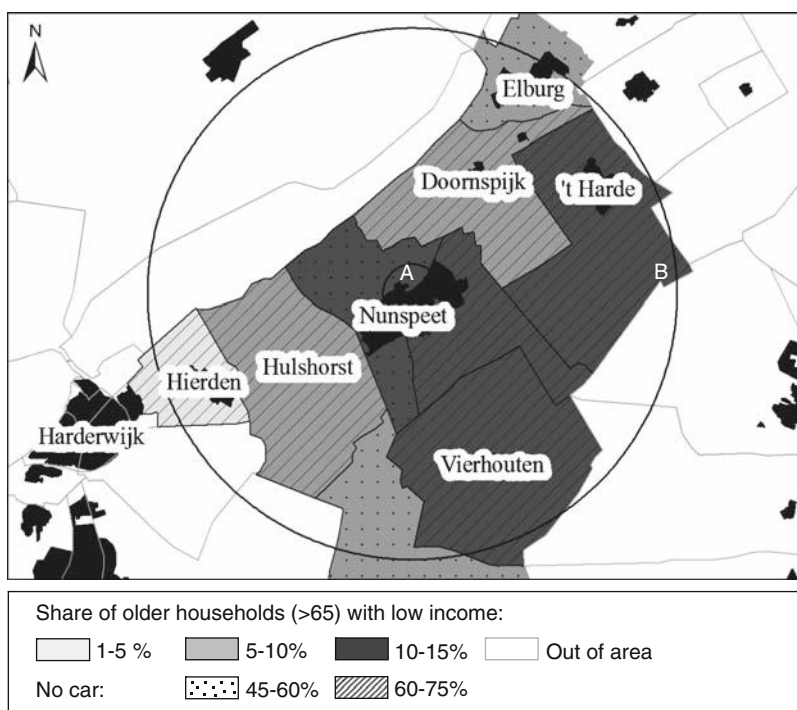 N
Elburg
Doornspijk
't Harde
A
B
Nunspeet
Hierden
Hulshorst
Harderwijk
Vierhouten
Share of older households (>65) with low income:
1-5 % 5-10% 10-15% Out of area
No car: 45-60% 60-75%